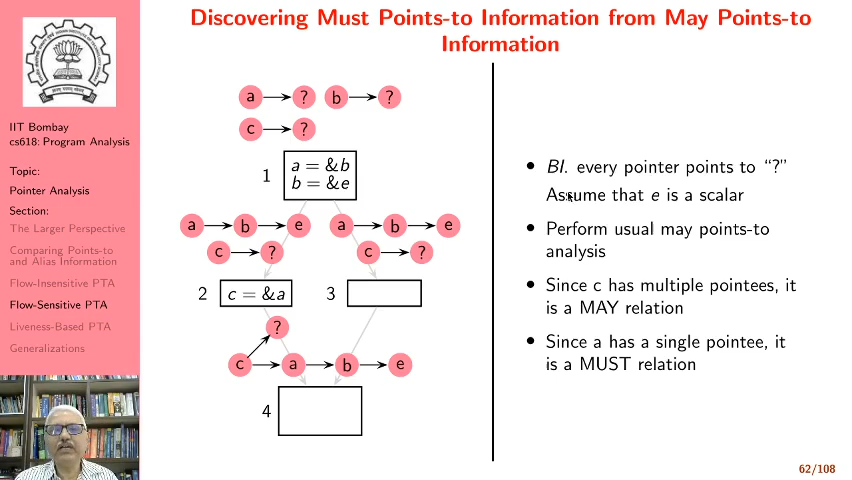 Discovering Must Points-to Information from May Points-to
Information
IIT Bombay
cs618: Program Analysis
Topic:
Pointer Analysis
Section:
The Larger Perspective
Comparing Points-to
and Alias Information
Flow-Insensitive PTA
Flow-Sensitive PTA
Liveness-Based PTA
Generalizations
a ? b ?
c ?
1 a = &b
b = &e
a b e a b e
c ? c ?
2 c = &a 3
?
c a b e
4
• BI. every pointer points to “?”
Assume that e is a scalar
• Perform usual may points-to
analysis
• Since c has multiple pointees, it
is a MAY relation
• Since a has a single pointee, it
is a MUST relation
62/108